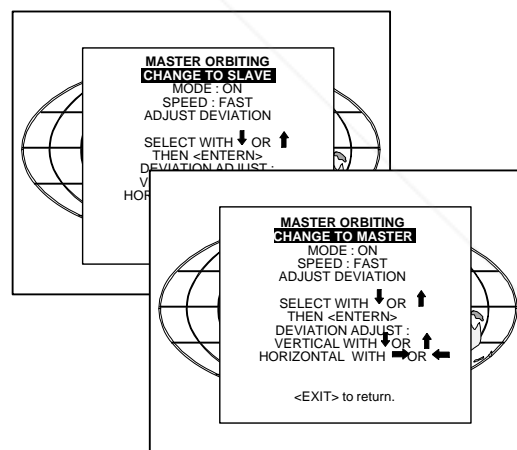 MASTER ORBITING
CHANGE TO SLAVE
MODE : ON
SPEED : FAST
ADJUST DEVIATION
SELECT WITH ⬇ OR ⬆
THEN <ENTERN>
DEVIATION ADJUST :
MASTER ORBITING
CHANGE TO MASTER
MODE : ON
SPEED : FAST
ADJUST DEVIATION
SELECT WITH ⬇ OR ⬆
THEN <ENTERN>
DEVIATION ADJUST :
VERTICAL WITH ⬇ OR ⬆
HORIZONTAL WITH ➡ OR ⬅
<EXIT> to return.